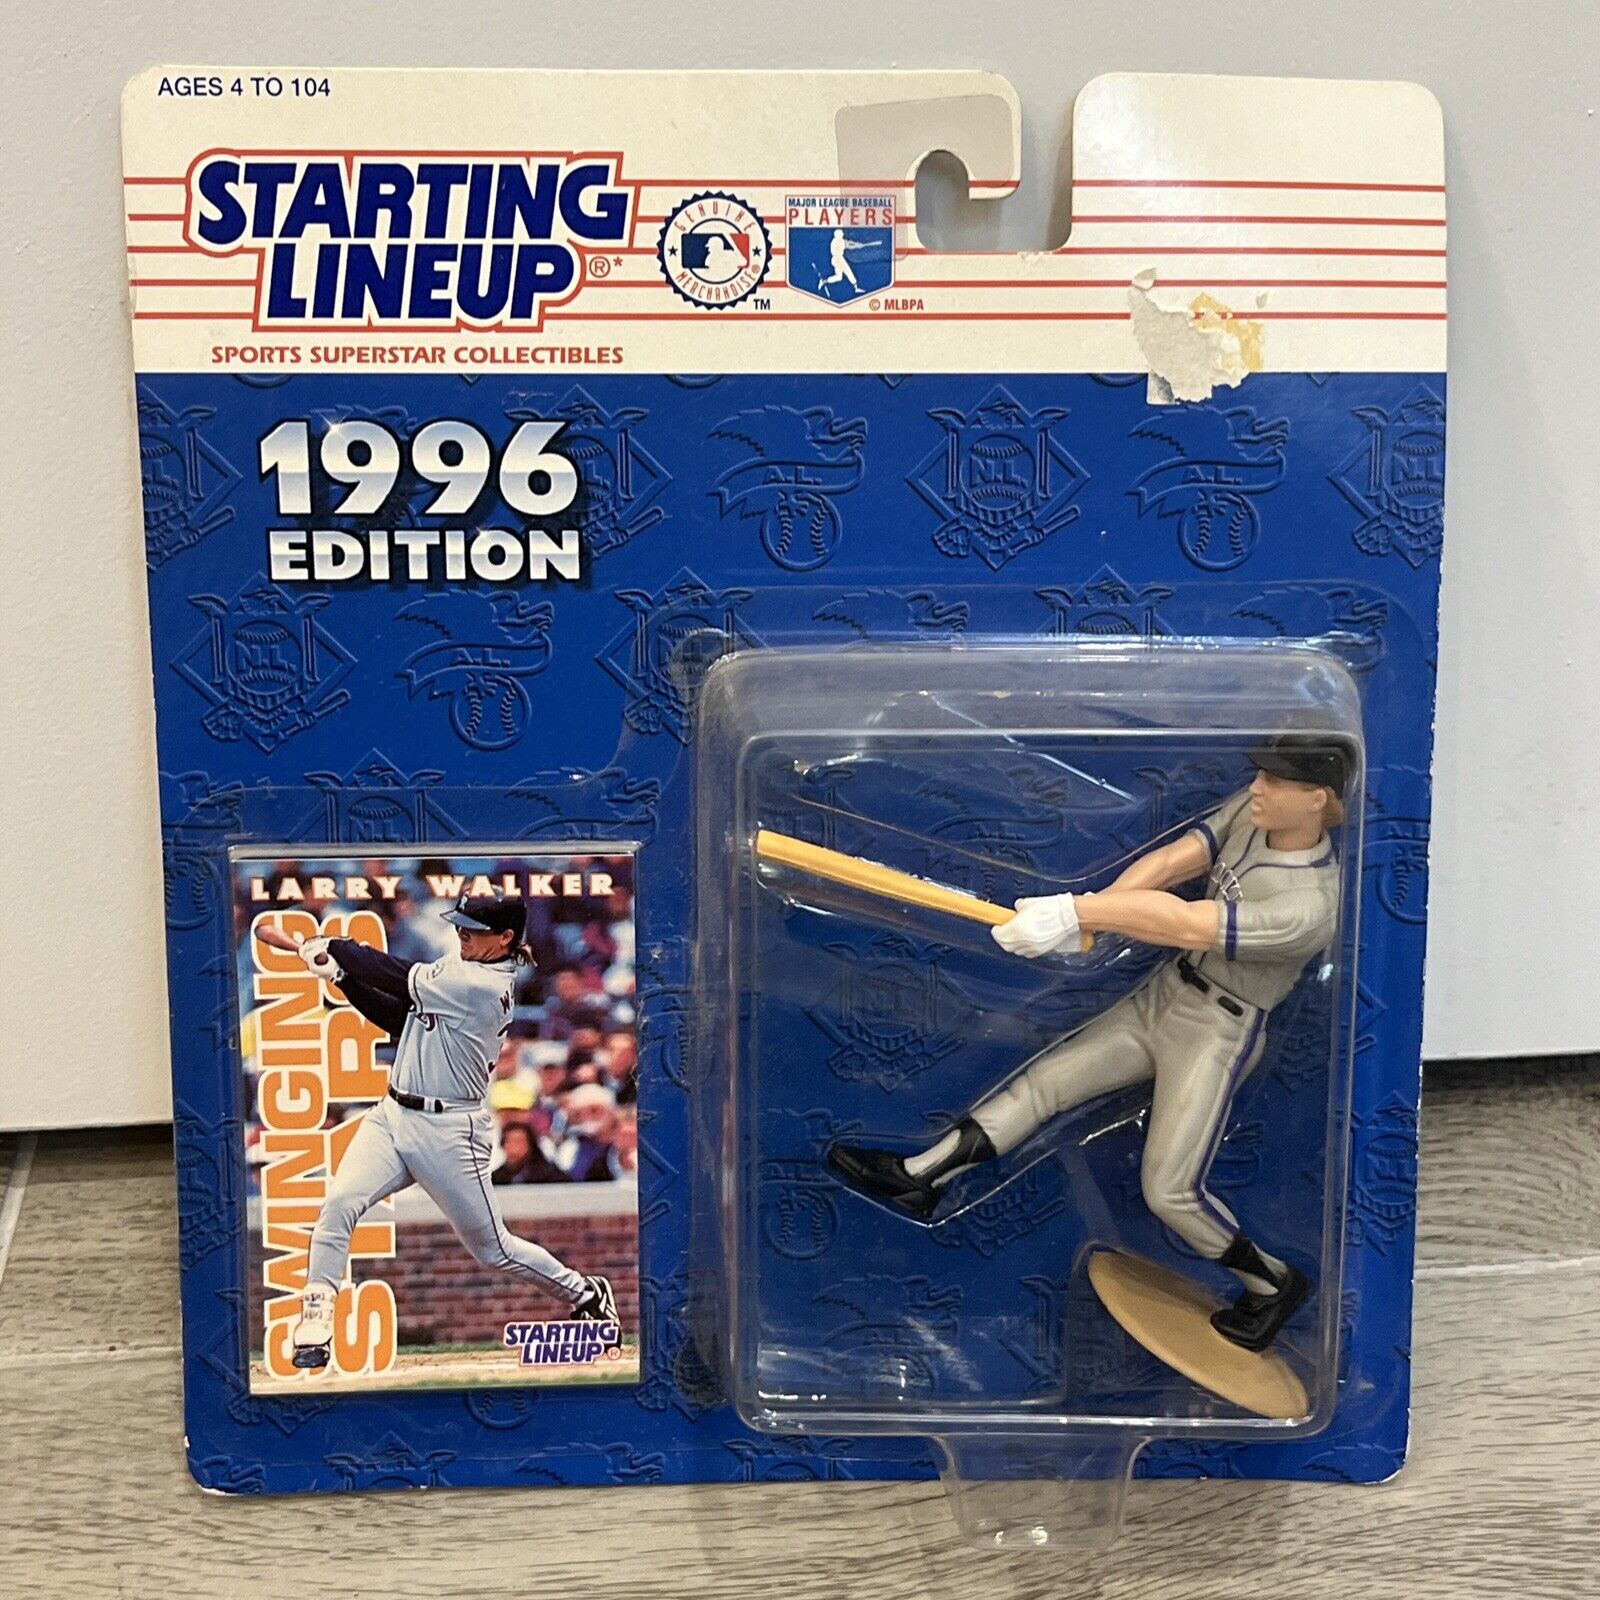 AGES 4 TO 104
STARTING
LINEUP®*
SPORTS SUPERSTAR COLLECTIBLES
GENUINE
MERCHANDISE
TM
MAJOR LEAGUE BASEBALL
PLAYERS
© MLBPA
1996
EDITION
N.L.
A.L.
N.L.
A.L.
N.L.
N.L.
A.L.
LARRY WALKER
SWINGING
STARS
STARTING
LINEUP®